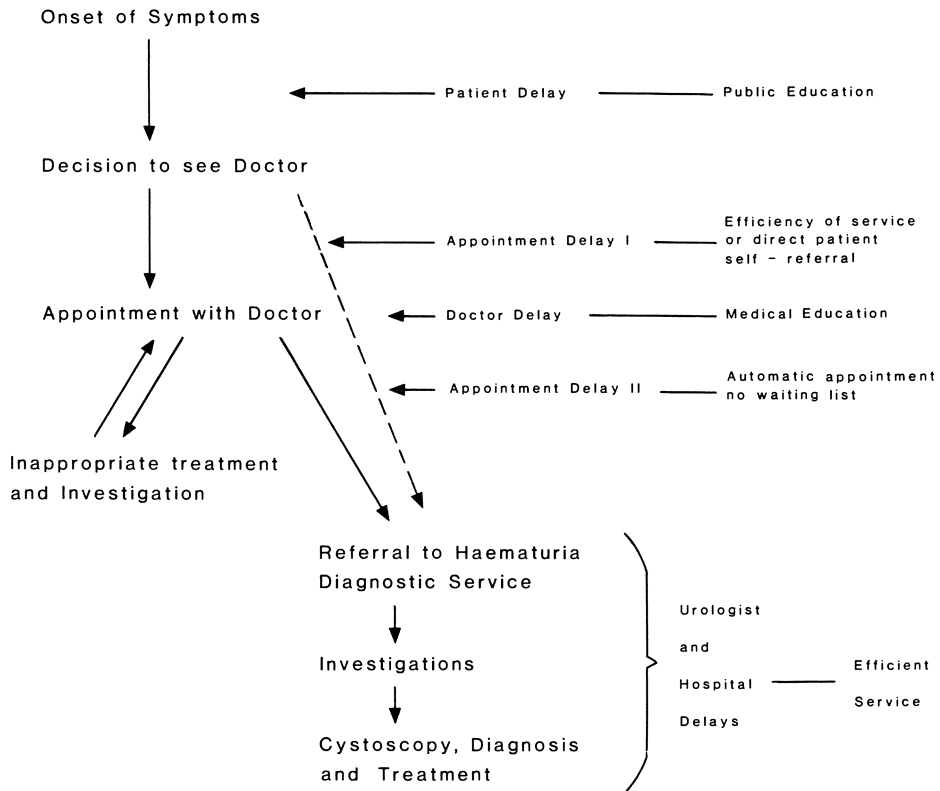 Onset of Symptoms
Patient Delay
Public Education
Decision to see Doctor
Appointment Delay I
Efficiency of service
or direct patient
self - referral
Appointment with Doctor
Doctor Delay
Medical Education
Appointment Delay II
Automatic appointment
no waiting list
Inappropriate treatment
and Investigation
Referral to Haematuria
Diagnostic Service
Investigations
Cystoscopy, Diagnosis
and Treatment
Urologist
and
Hospital
Delays
Efficient
Service